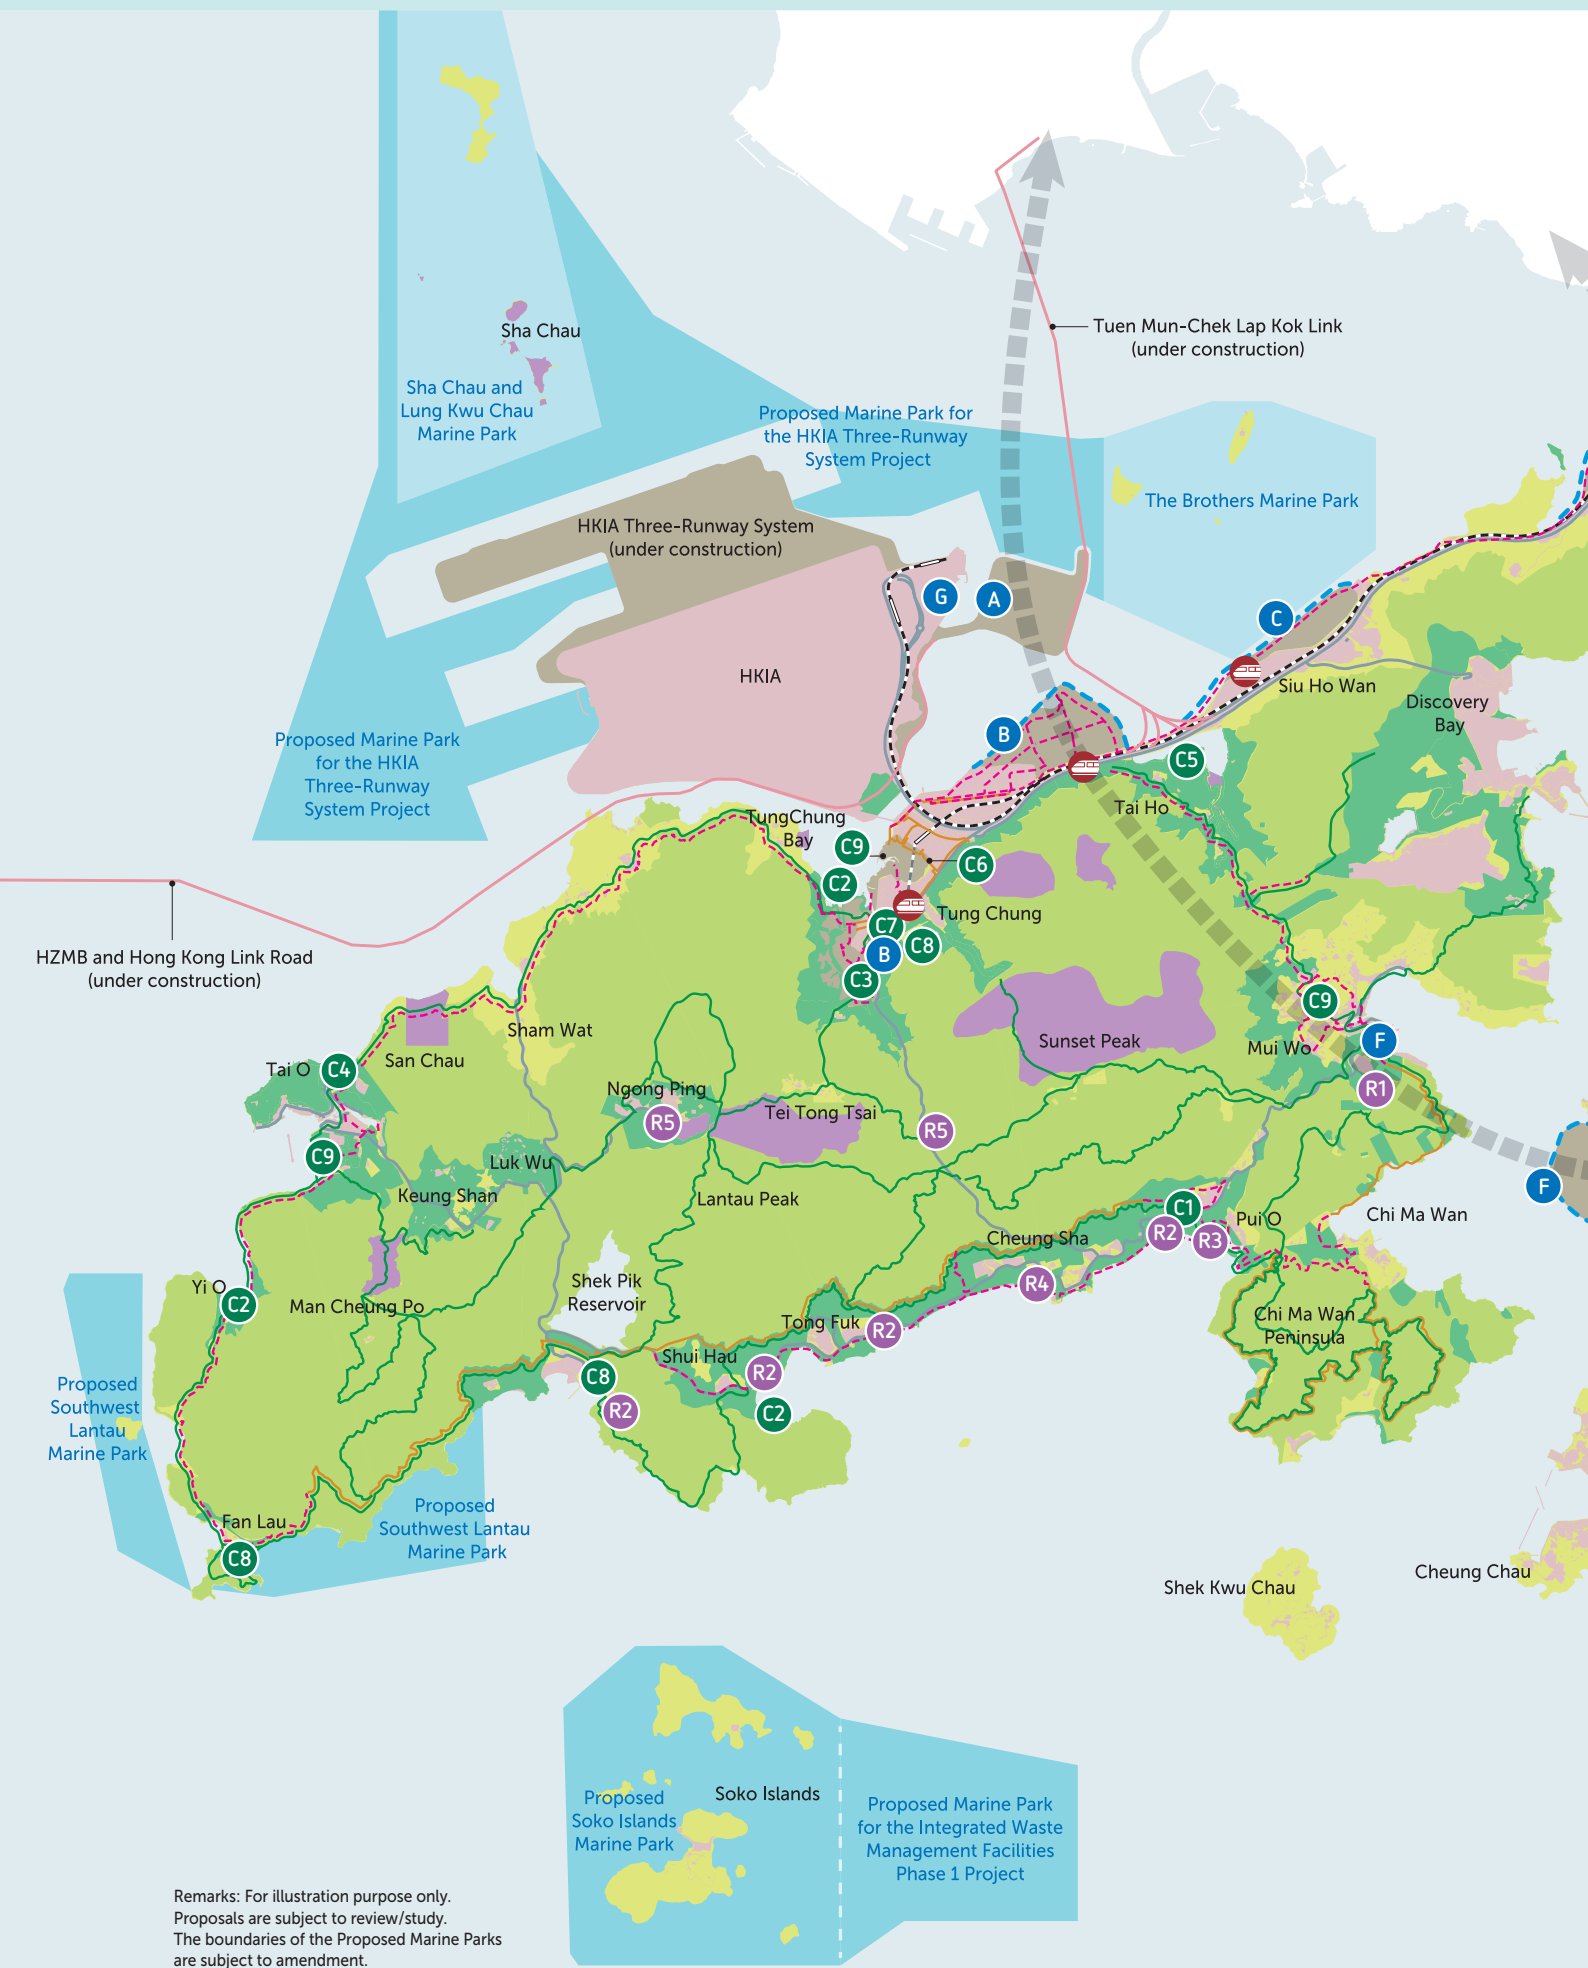 Sha Chau
Tuen Mun-Chek Lap Kok Link
(under construction)
Sha Chau and
Lung Kwu Chau
Marine Park
Proposed Marine Park for
the HKIA Three-Runway
System Project
The Brothers Marine Park
HKIA Three-Runway System
(under construction)
G
A
C
HKIA
Siu Ho Wan
Discovery
Bay
Proposed Marine Park
for the HKIA
Three-Runway
System Project
B
C5
Tai Ho
TungChung
Bay
C9
C6
C2
Tung Chung
C7
C8
B
C3
HZMB and Hong Kong Link Road
(under construction)
C9
Sham Wat
Sunset Peak
Mui Wo
F
San Chau
Tai O
C4
Ngong Ping
R1
Tei Tong Tsai
R5
R5
C9
Luk Wu
Keung Shan
Lantau Peak
F
C1
Pui O
Chi Ma Wan
R2
R3
Cheung Sha
Yi O
C2
Man Cheung Po
Shek Pik
Reservoir
R4
Chi Ma Wan
Peninsula
Tong Fuk
R2
Shui Hau
R2
C8
R2
C2
Proposed
Southwest
Lantau
Marine Park
Proposed
Southwest Lantau
Marine Park
Fan Lau
C8
Cheung Chau
Shek Kwu Chau
Soko Islands
Proposed
Soko Islands
Marine Park
Proposed Marine Park
for the Integrated Waste
Management Facilities
Phase 1 Project
Remarks: For illustration purpose only.
Proposals are subject to review/study.
The boundaries of the Proposed Marine Parks
are subject to amendment.